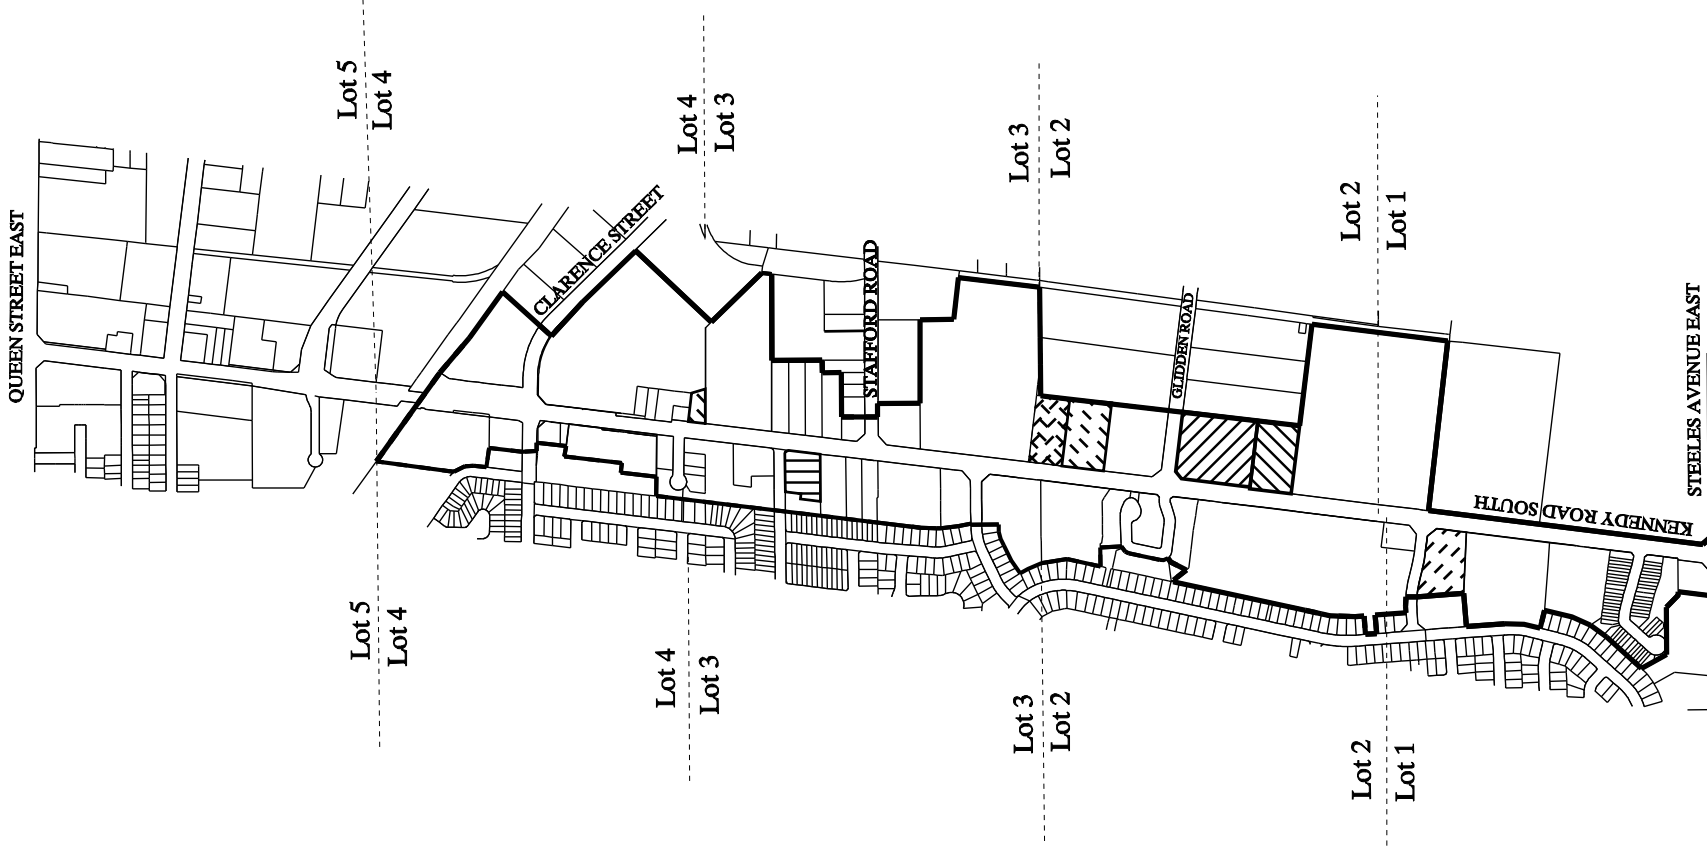 QUEEN STREET EAST
Lot 5
Lot 4
Lot 4
Lot 3
Lot 3
Lot 2
Lot 2
Lot 1
CLARENCE STREET
STAFFORD ROAD
GLIDDEN ROAD
KENNEDY ROAD SOUTH
STEELES AVENUE EAST
Lot 5
Lot 4
Lot 4
Lot 3
Lot 3
Lot 2
Lot 2
Lot 1